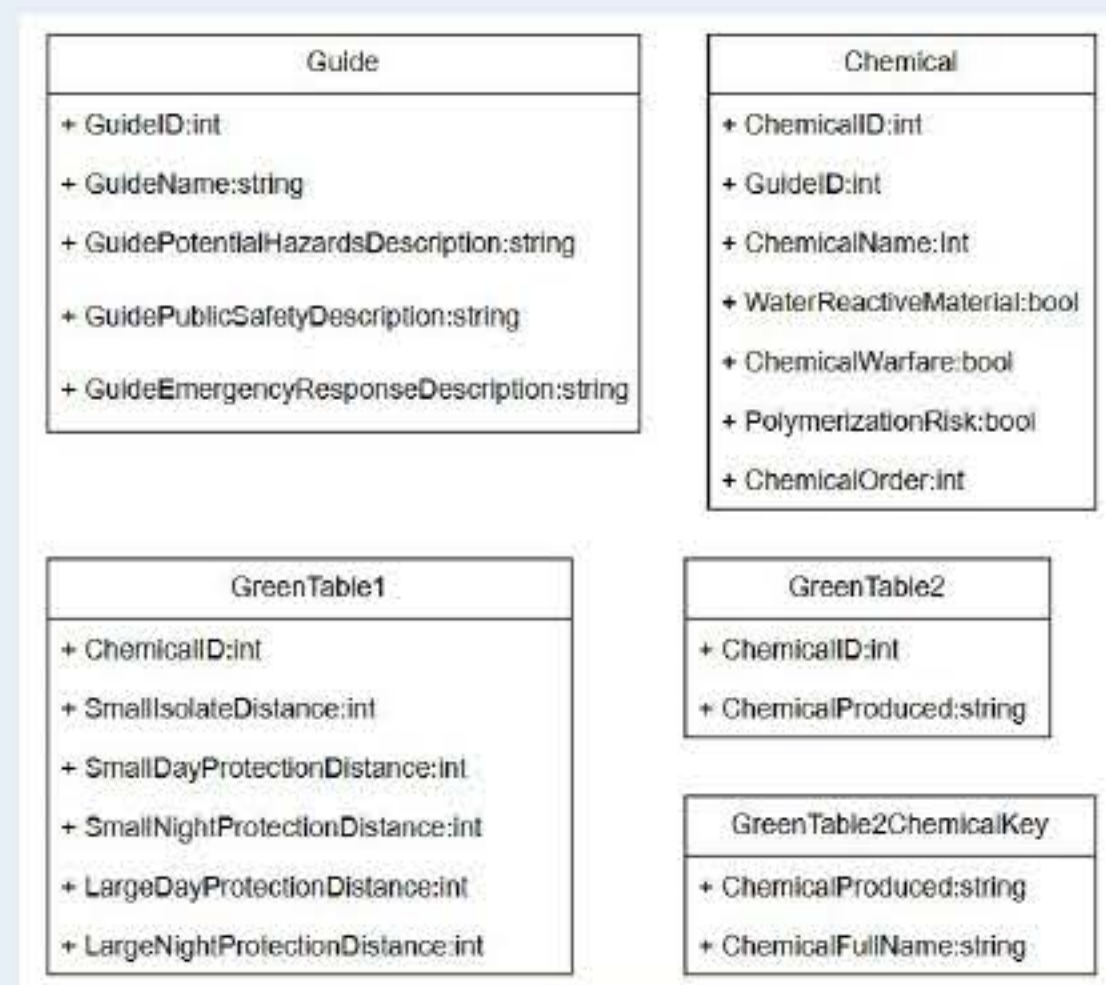 Guide
+ GuideID:int
+ GuideName:string
+ GuidePotentialHazardsDescription:string
+ GuidePublicSafetyDescription:string
+ GuideEmergencyResponseDescription:string
Chemical
+ ChemicalID:int
+ GuideID:int
+ ChemicalName:int
+ WaterReactiveMaterial:bool
+ ChemicalWarfare:bool
+ PolymerizationRisk:bool
+ ChemicalOrder:int
GreenTable1
+ ChemicalID:int
+ SmallIsolateDistance:int
+ SmallDayProtectionDistance:int
+ SmallNightProtectionDistance:int
+ LargeDayProtectionDistance:int
+ LargeNightProtectionDistance:int
GreenTable2
+ ChemicalID:int
+ ChemicalProduced:string
GreenTable2ChemicalKey
+ ChemicalProduced:string
+ ChemicalFullName:string